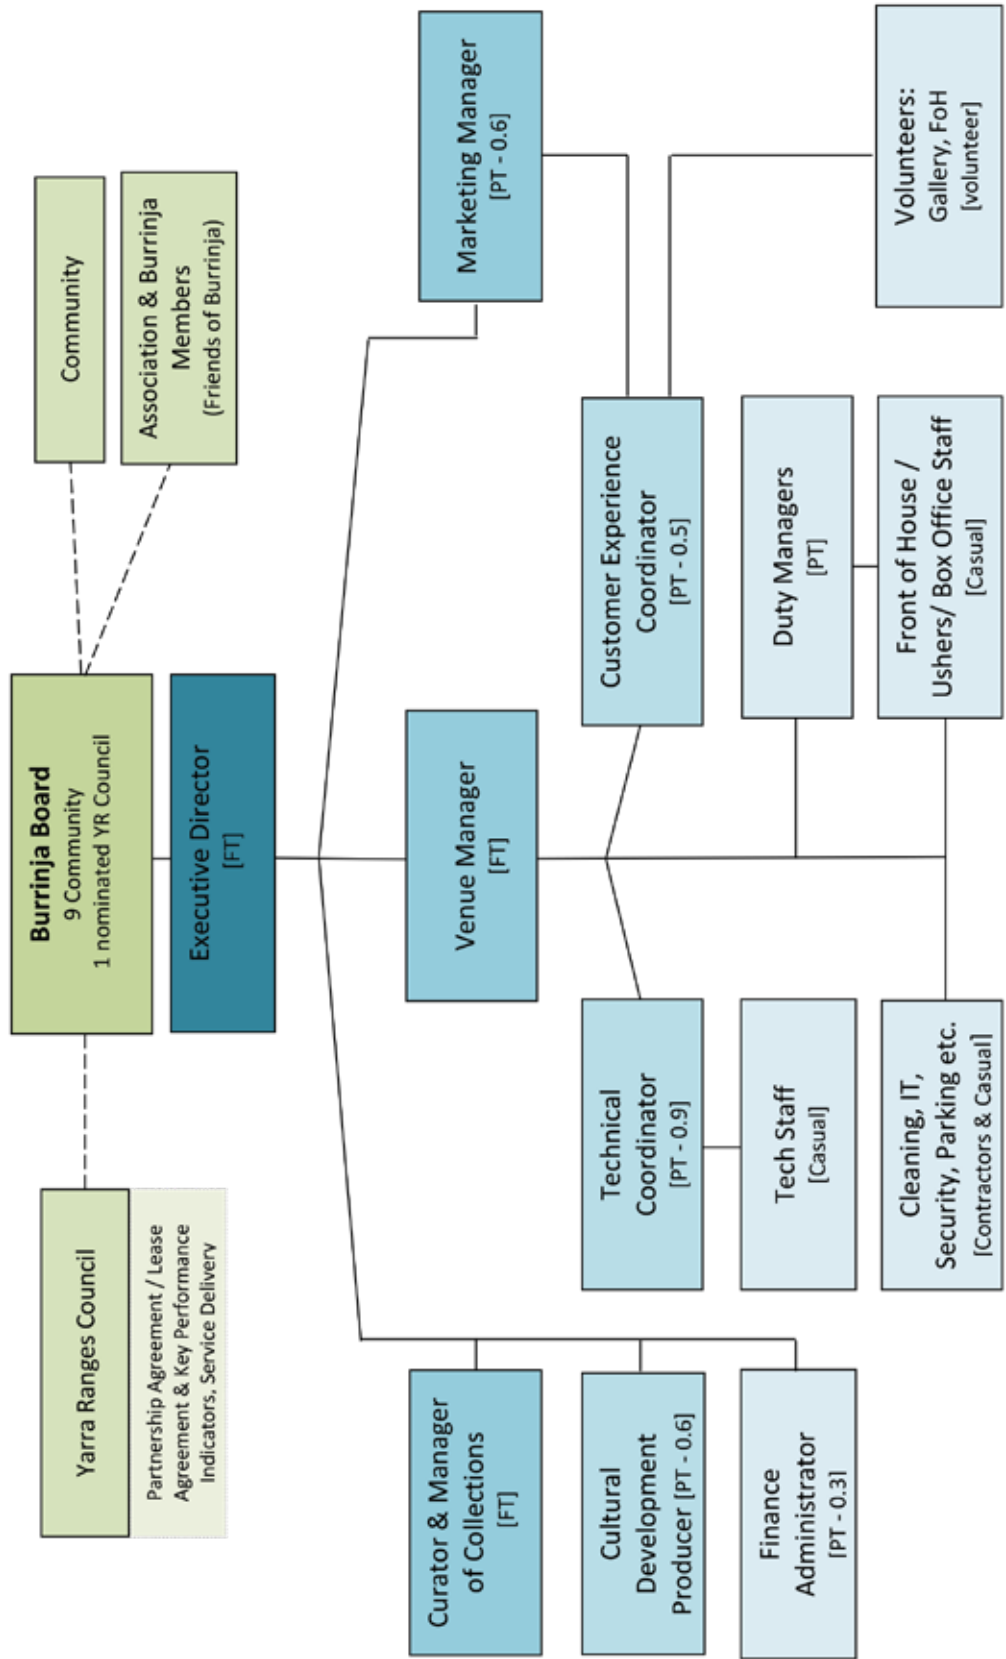 Burrinja Board
9 Community
1 nominated YR Council
Yarra Ranges Council
Partnership Agreement / Lease
Agreement & Key Performance
Indicators, Service Delivery
Community
Association & Burrinja
Members
(Friends of Burrinja)
Executive Director
[FT]
Curator & Manager
of Collections
[FT]
Venue Manager
[FT]
Marketing Manager
[PT - 0.6]
Cultural
Development
Producer [PT - 0.6]
Technical
Coordinator
[PT - 0.9]
Customer Experience
Coordinator
[PT - 0.5]
Finance
Administrator
[PT - 0.3]
Tech Staff
[Casual]
Duty Managers
[PT]
Cleaning, IT,
Security, Parking etc.
[Contractors & Casual]
Front of House /
Ushers/ Box Office Staff
[Casual]
Volunteers:
Gallery, FoH
[volunteer]